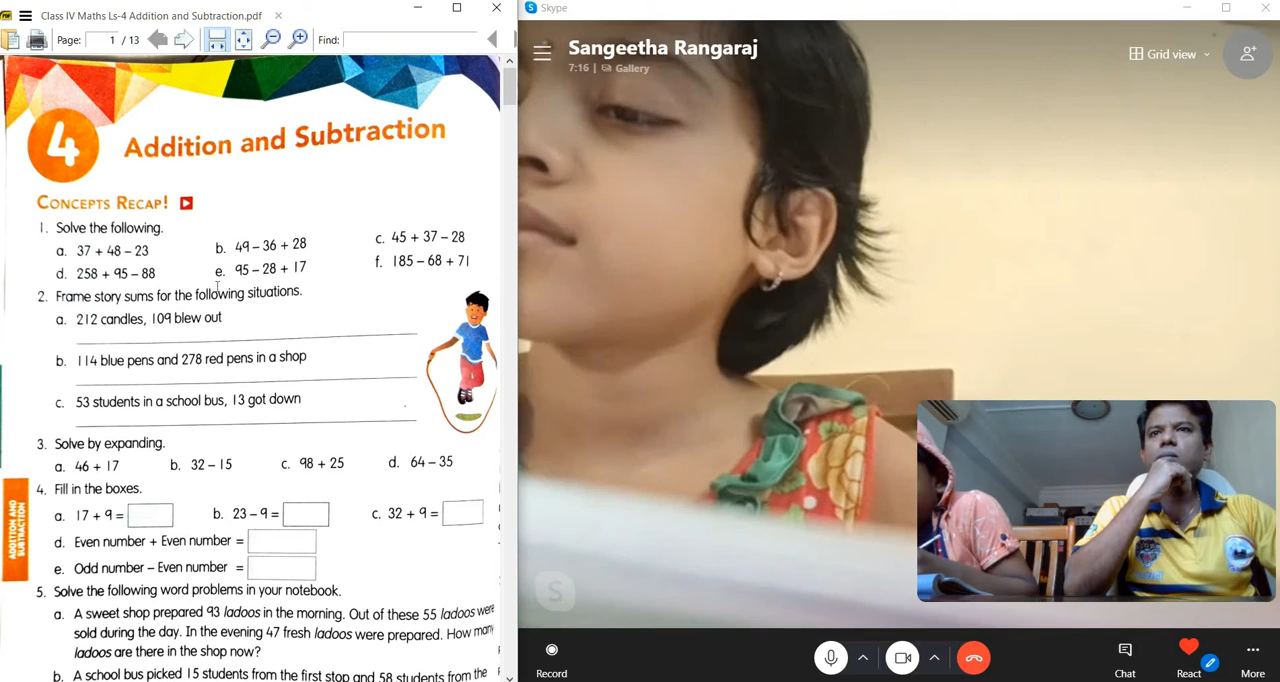 Class IV Maths Ls-4 Addition and Subtraction.pdf
Page: 1 / 13 Find:
4 Addition and Subtraction
CONCEPTS RECAP!
1. Solve the following.
a. 37 + 48 – 23 b. 49 – 36 + 28 c. 45 + 37 – 28
d. 258 + 95 – 88 e. 95 – 28 + 17 f. 185 – 68 + 71
2. Frame story sums for the following situations.
a. 212 candles, 109 blew out
b. 114 blue pens and 278 red pens in a shop
c. 53 students in a school bus, 13 got down
3. Solve by expanding.
a. 46 + 17 b. 32 – 15 c. 98 + 25 d. 64 – 35
4. Fill in the boxes.
a. 17 + 9 = b. 23 – 9 = c. 32 + 9 =
d. Even number + Even number =
e. Odd number – Even number =
ADDITION AND
SUBTRACTION
5. Solve the following word problems in your notebook.
a. A sweet shop prepared 93 ladoos in the morning. Out of these 55 ladoos were
sold during the day. In the evening 47 fresh ladoos were prepared. How many
ladoos are there in the shop now?
b. A school bus picked 15 students from the first stop and 58 students from the
Skype
Sangeetha Rangaraj
7:16 | Gallery
Grid view
Record
Chat
React
More